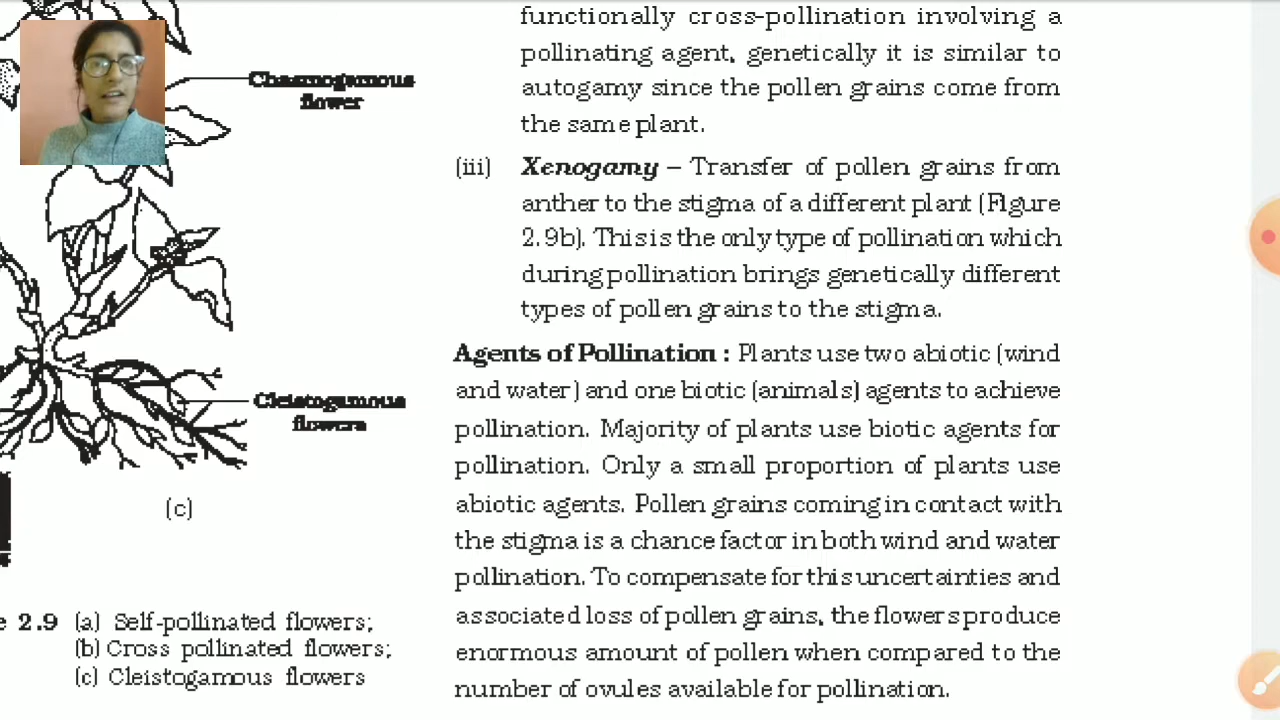 Chasmogamous
flower
Cleistogamous
flowers
(c)
2.9 (a) Self-pollinated flowers;
(b) Cross pollinated flowers;
(c) Cleistogamous flowers
functionally cross-pollination involving a
pollinating agent, genetically it is similar to
autogamy since the pollen grains come from
the same plant.
(iii) Xenogamy – Transfer of pollen grains from
anther to the stigma of a different plant (Figure
2.9b). This is the only type of pollination which
during pollination brings genetically different
types of pollen grains to the stigma.
Agents of Pollination : Plants use two abiotic (wind
and water) and one biotic (animals) agents to achieve
pollination. Majority of plants use biotic agents for
pollination. Only a small proportion of plants use
abiotic agents. Pollen grains coming in contact with
the stigma is a chance factor in both wind and water
pollination. To compensate for this uncertainties and
associated loss of pollen grains, the flowers produce
enormous amount of pollen when compared to the
number of ovules available for pollination.